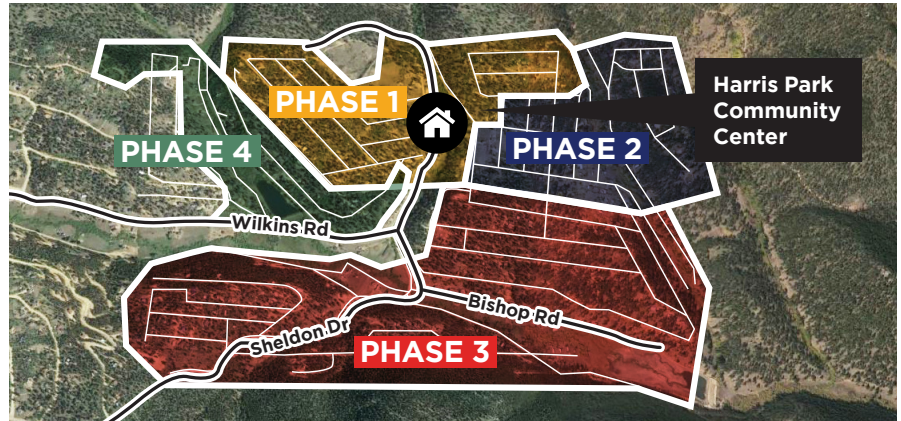 PHASE 1
Harris Park
Community
Center
PHASE 4
PHASE 2
Wilkins Rd
Bishop Rd
Sheldon Dr
PHASE 3